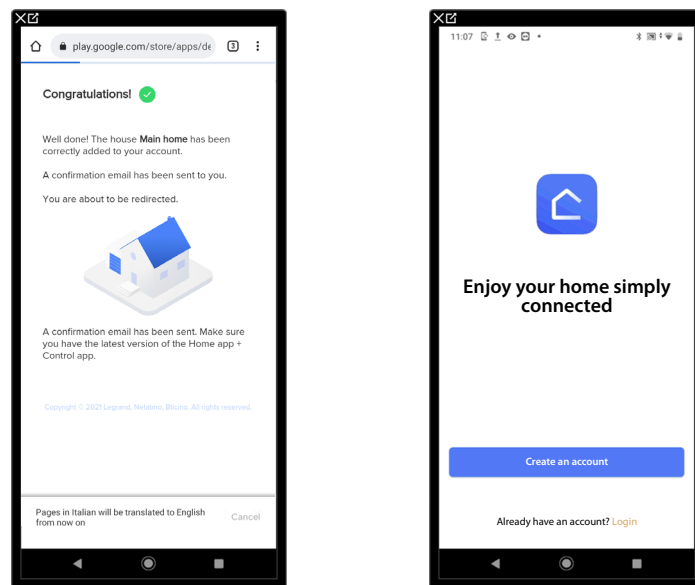 play.google.com/store/apps/de
3
Congratulations!
Well done! The house Main home has been
correctly added to your account.
A confirmation email has been sent to you.
You are about to be redirected.
A confirmation email has been sent. Make sure
you have the latest version of the Home app +
Control app.
Copyright © 2021 Legrand, Netatmo, Bticino. All rights reserved.
Pages in Italian will be translated to English
from now on
Cancel
11:07
Enjoy your home simply
connected
Create an account
Already have an account? Login